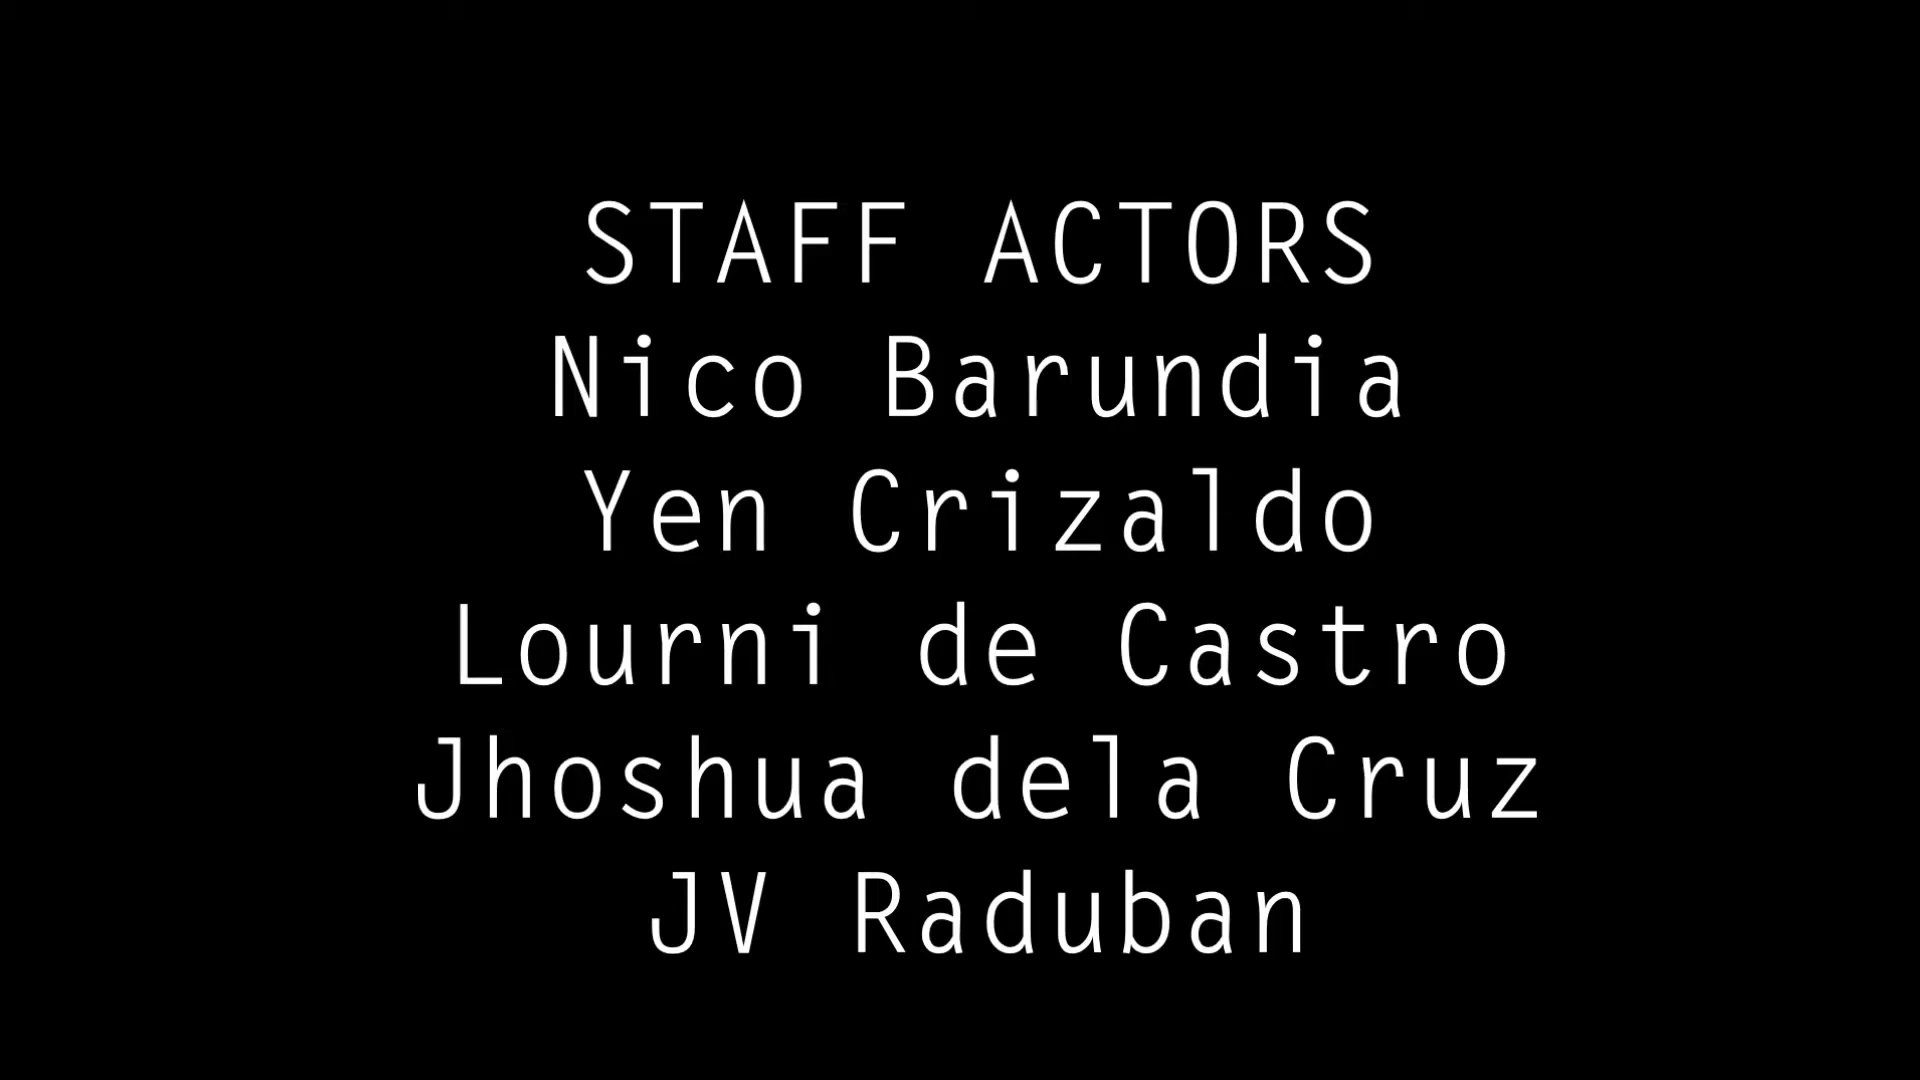 STAFF ACTORS
Nico Barundia
Yen Crizaldo
Lourni de Castro
Jhoshua dela Cruz
JV Raduban